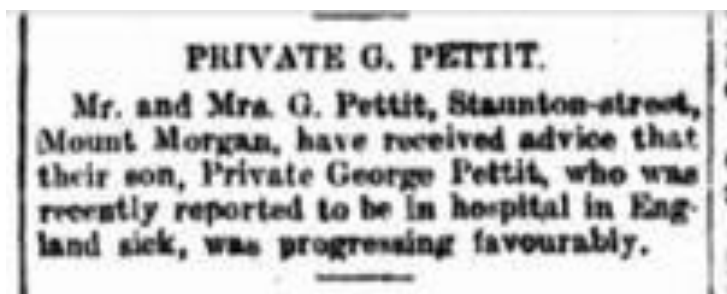 PRIVATE G. PETTIT.
Mr. and Mrs. G. Pettit, Staunton-street,
Mount Morgan, have received advice that
their son, Private George Pettit, who was
recently reported to be in hospital in Eng-
land sick, was progressing favourably.